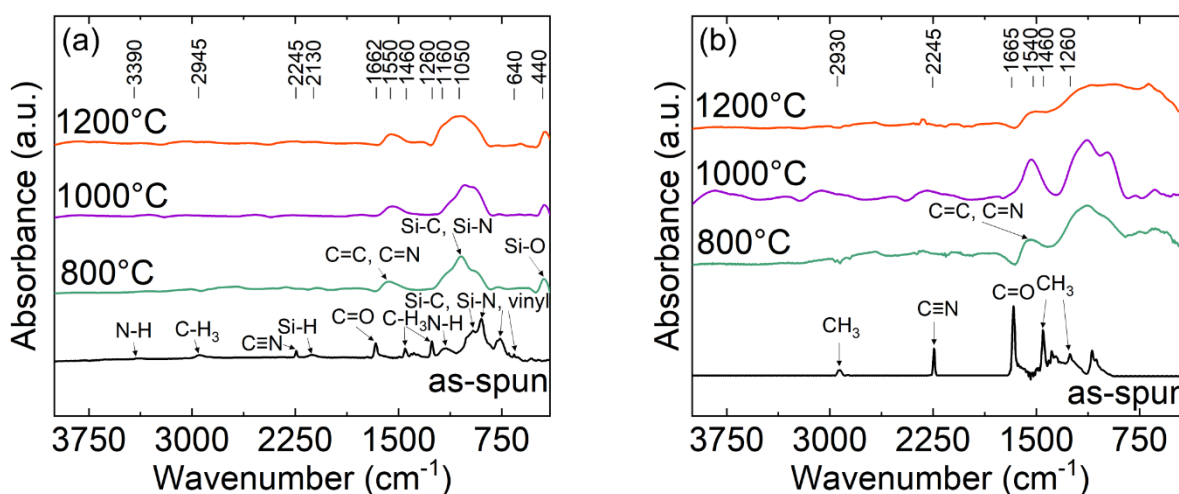 (a)
3390
2945
2245
2130
1662
1550
1460
1260
1160
1050
640
440
1200°C
1000°C
800°C
C=C, C=N
Si-C, Si-N
Si-O
Si-C, Si-N, vinyl
N-H
C-H₃
C≡N
Si-H
C=O
C-H₃
N-H
as-spun
Absorbance (a.u.)
3750 3000 2250 1500 750
Wavenumber (cm⁻¹)
(b)
2930
2245
1665
1540
1460
1260
1200°C
1000°C
800°C
C=C, C=N
CH₃
C≡N
C=O
CH₃
as-spun
Absorbance (a.u.)
3750 3000 2250 1500 750
Wavenumber (cm⁻¹)